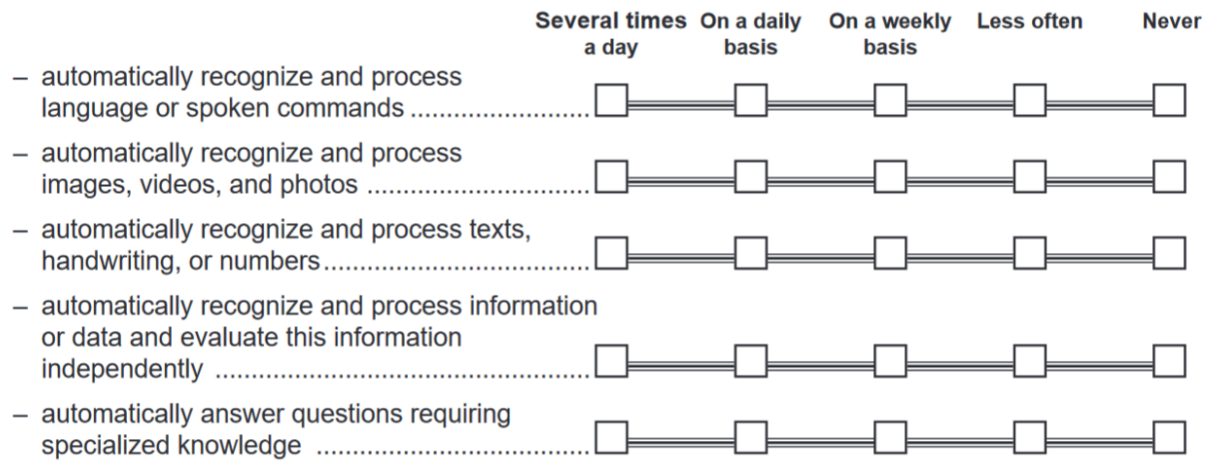 Several times On a daily On a weekly Less often Never
a day basis basis
– automatically recognize and process
language or spoken commands ..........................
– automatically recognize and process
images, videos, and photos ................................
– automatically recognize and process texts,
handwriting, or numbers.....................................
– automatically recognize and process information
or data and evaluate this information
independently ....................................................
– automatically answer questions requiring
specialized knowledge ......................................